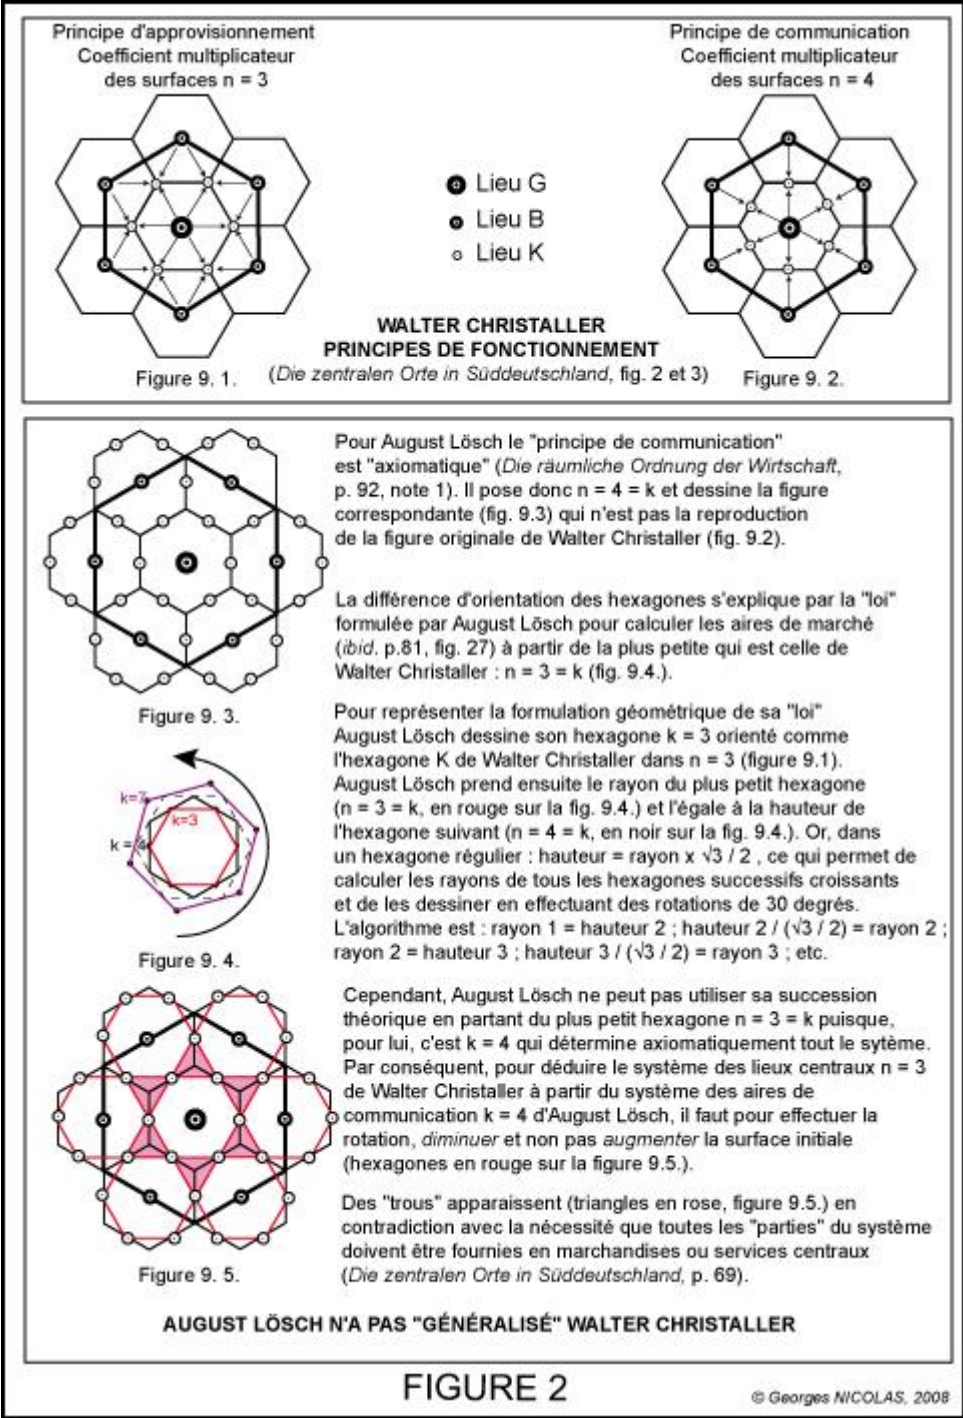 Principe d'approvisionnement
Coefficient multiplicateur
des surfaces n = 3
Principe de communication
Coefficient multiplicateur
des surfaces n = 4
Lieu G
Lieu B
Lieu K
WALTER CHRISTALLER
PRINCIPES DE FONCTIONNEMENT
(Die zentralen Orte in Süddeutschland, fig. 2 et 3)
Figure 9. 1.
Figure 9. 2.
Pour August Lösch le "principe de communication"
est "axiomatique" (Die räumliche Ordnung der Wirtschaft,
p. 92, note 1). Il pose donc n = 4 = k et dessine la figure
correspondante (fig. 9.3) qui n'est pas la reproduction
de la figure originale de Walter Christaller (fig. 9.2).
La différence d'orientation des hexagones s'explique par la "loi"
formulée par August Lösch pour calculer les aires de marché
(ibid. p.81, fig. 27) à partir de la plus petite qui est celle de
Walter Christaller : n = 3 = k (fig. 9.4.).
Figure 9. 3.
Pour représenter la formulation géométrique de sa "loi"
August Lösch dessine son hexagone k = 3 orienté comme
l'hexagone K de Walter Christaller dans n = 3 (figure 9.1).
August Lösch prend ensuite le rayon du plus petit hexagone
(n = 3 = k, en rouge sur la fig. 9.4.) et l'égale à la hauteur de
l'hexagone suivant (n = 4 = k, en noir sur la fig. 9.4.). Or, dans
un hexagone régulier : hauteur = rayon x √3 / 2 , ce qui permet de
calculer les rayons de tous les hexagones successifs croissants
et de les dessiner en effectuant des rotations de 30 degrés.
L'algorithme est : rayon 1 = hauteur 2 ; hauteur 2 / (√3 / 2) = rayon 2 ;
rayon 2 = hauteur 3 ; hauteur 3 / (√3 / 2) = rayon 3 ; etc.
k=7
k=3
k = 4
Figure 9. 4.
Cependant, August Lösch ne peut pas utiliser sa succession
théorique en partant du plus petit hexagone n = 3 = k puisque,
pour lui, c'est k = 4 qui détermine axiomatiquement tout le sytème.
Par conséquent, pour déduire le système des lieux centraux n = 3
de Walter Christaller à partir du système des aires de
communication k = 4 d'August Lösch, il faut pour effectuer la
rotation, diminuer et non pas augmenter la surface initiale
(hexagones en rouge sur la figure 9.5.).
Des "trous" apparaissent (triangles en rose, figure 9.5.) en
contradiction avec la nécessité que toutes les "parties" du système
doivent être fournies en marchandises ou services centraux
(Die zentralen Orte in Süddeutschland, p. 69).
Figure 9. 5.
AUGUST LÖSCH N'A PAS "GÉNÉRALISÉ" WALTER CHRISTALLER
FIGURE 2
© Georges NICOLAS, 2008